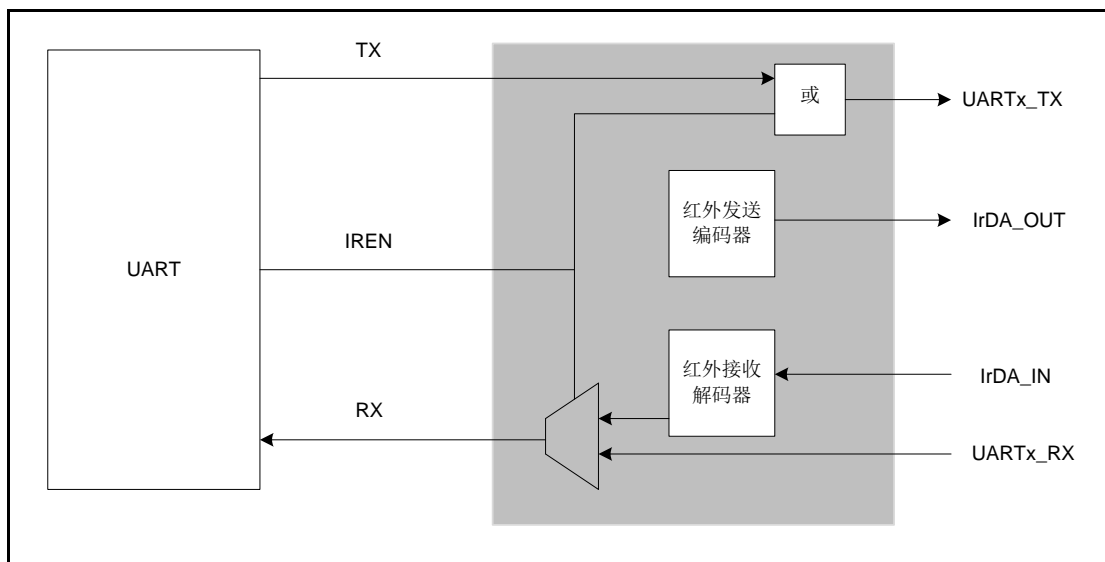 TX
或
UARTx_TX
红外发送
编码器
IrDA_OUT
IREN
UART
红外接收
解码器
IrDA_IN
RX
UARTx_RX